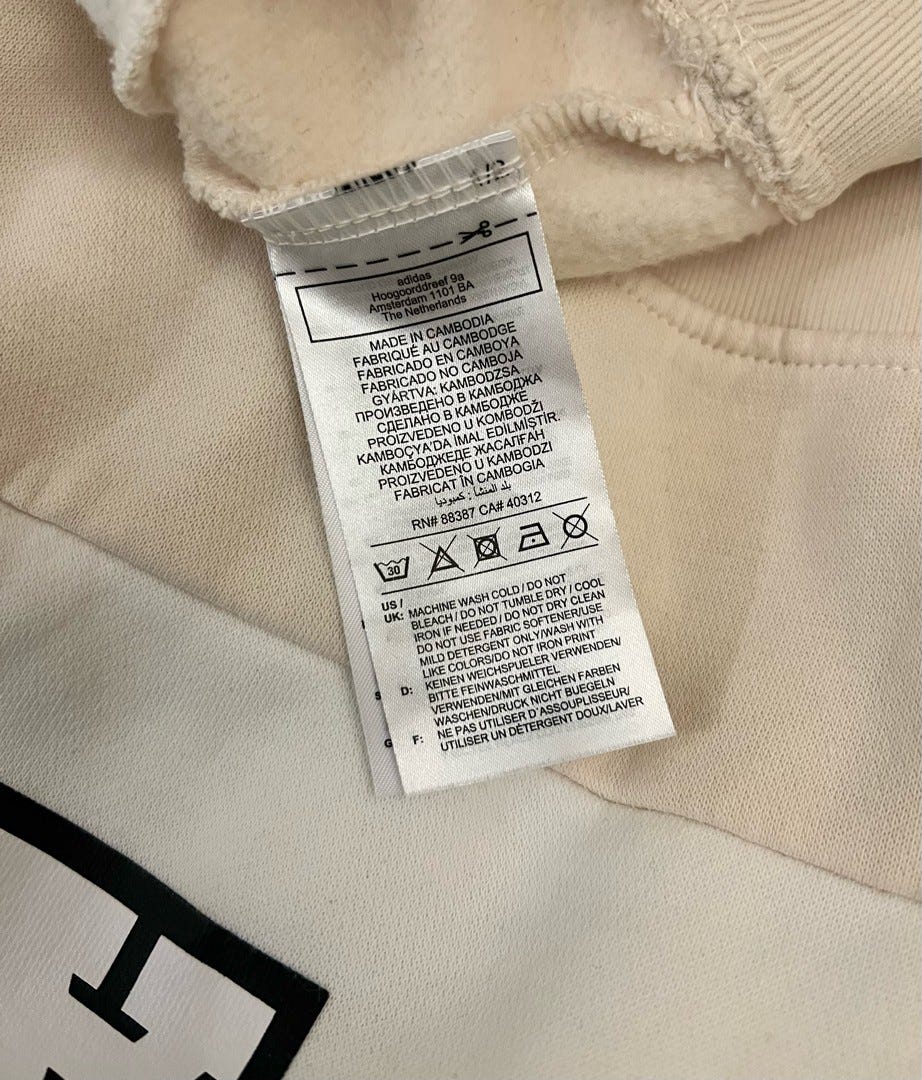 adidas
Hoogoorddreef 9a
Amsterdam 1101 BA
The Netherlands
MADE IN CAMBODIA
FABRIQUÉ AU CAMBODGE
FABRICADO EN CAMBOYA
FABRICADO NO CAMBOJA
GYÁRTVA: KAMBODZSA
ПРОИЗВЕДЕНО В КАМБОДЖА
СДЕЛАНО В КАМБОДЖЕ
PROIZVEDENO U KOMBODŽI
KAMBOÇYA'DA İMAL EDİLMİŞTİR.
КАМБОДЖЕДЕ ЖАСАЛҒАН
PROIZVEDENO U KAMBODZI
FABRICAT ÎN CAMBOGIA
بلد المنشأ : كمبوديا
RN# 88387 CA# 40312
30
US /
UK: MACHINE WASH COLD / DO NOT
BLEACH / DO NOT TUMBLE DRY / COOL
IRON IF NEEDED / DO NOT DRY CLEAN
DO NOT USE FABRIC SOFTENER/USE
MILD DETERGENT ONLY/WASH WITH
LIKE COLORS/DO NOT IRON PRINT
D: KEINEN WEICHSPUELER VERWENDEN/
BITTE FEINWASCHMITTEL
VERWENDEN/MIT GLEICHEN FARBEN
WASCHEN/DRUCK NICHT BUEGELN
F: NE PAS UTILISER D'ASSOUPLISSEUR/
UTILISER UN DÉTERGENT DOUX/LAVER